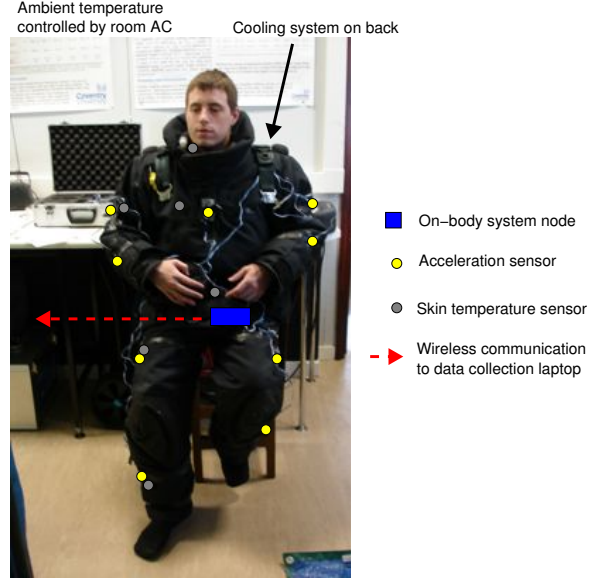 Ambient temperature
controlled by room AC
Cooling system on back
Coventry
On−body system node
Acceleration sensor
Skin temperature sensor
Wireless communication
to data collection laptop